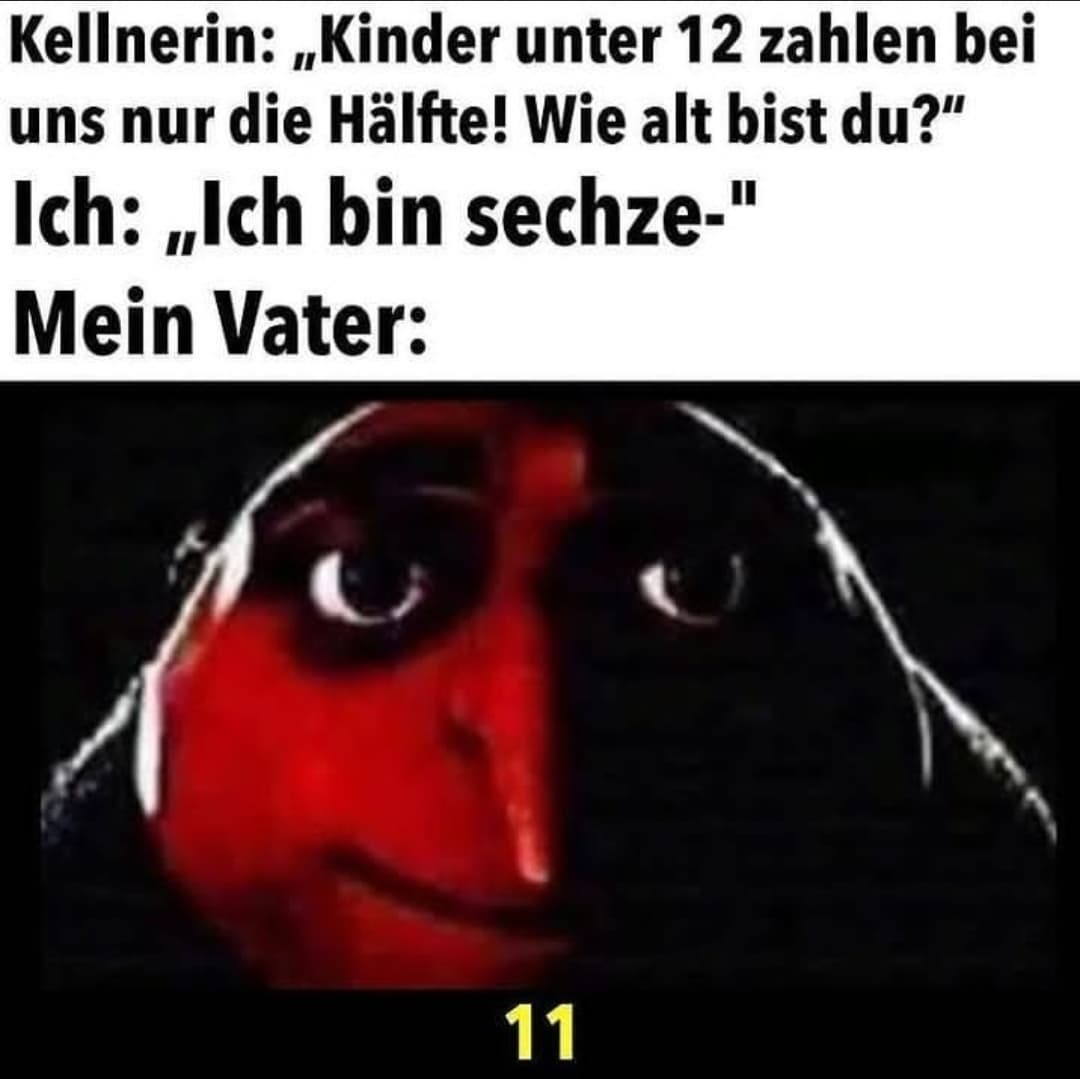 Kellnerin: „Kinder unter 12 zahlen bei
uns nur die Hälfte! Wie alt bist du?“
Ich: „Ich bin sechze-"
Mein Vater:
11